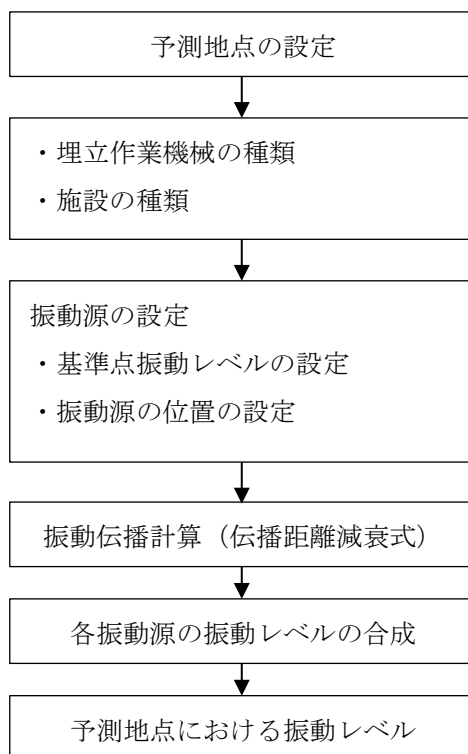 予測地点の設定
・埋立作業機械の種類
・施設の種類
振動源の設定
・基準点振動レベルの設定
・振動源の位置の設定
振動伝播計算（伝播距離減衰式）
各振動源の振動レベルの合成
予測地点における振動レベル